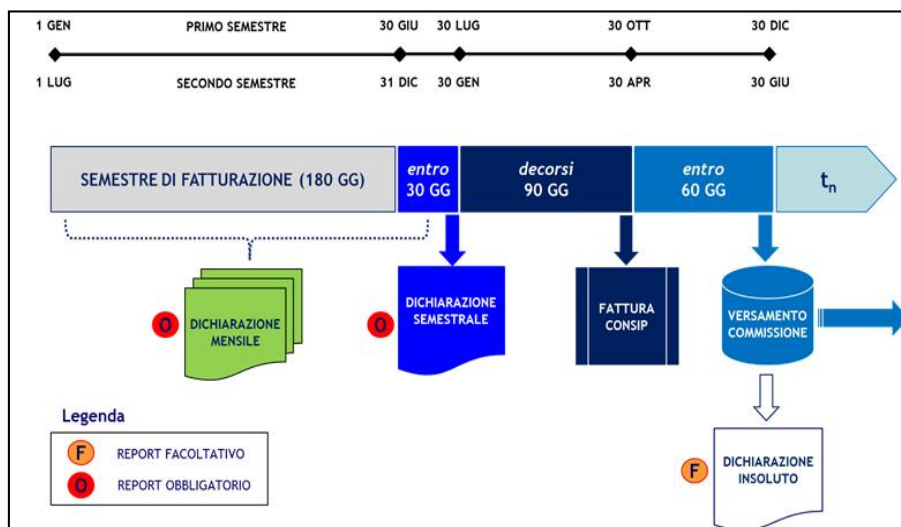 1 GEN PRIMO SEMESTRE 30 GIU 30 LUG 30 OTT 30 DIC
1 LUG SECONDO SEMESTRE 31 DIC 30 GEN 30 APR 30 GIU
SEMESTRE DI FATTURAZIONE (180 GG)
entro
30 GG
decorsi
90 GG
entro
60 GG
tn
O
DICHIARAZIONE
MENSILE
O
DICHIARAZIONE
SEMESTRALE
FATTURA
CONSIP
VERSAMENTO
COMMISSIONE
Legenda
F REPORT FACOLTATIVO
O REPORT OBBLIGATORIO
F
DICHIARAZIONE
INSOLUTO